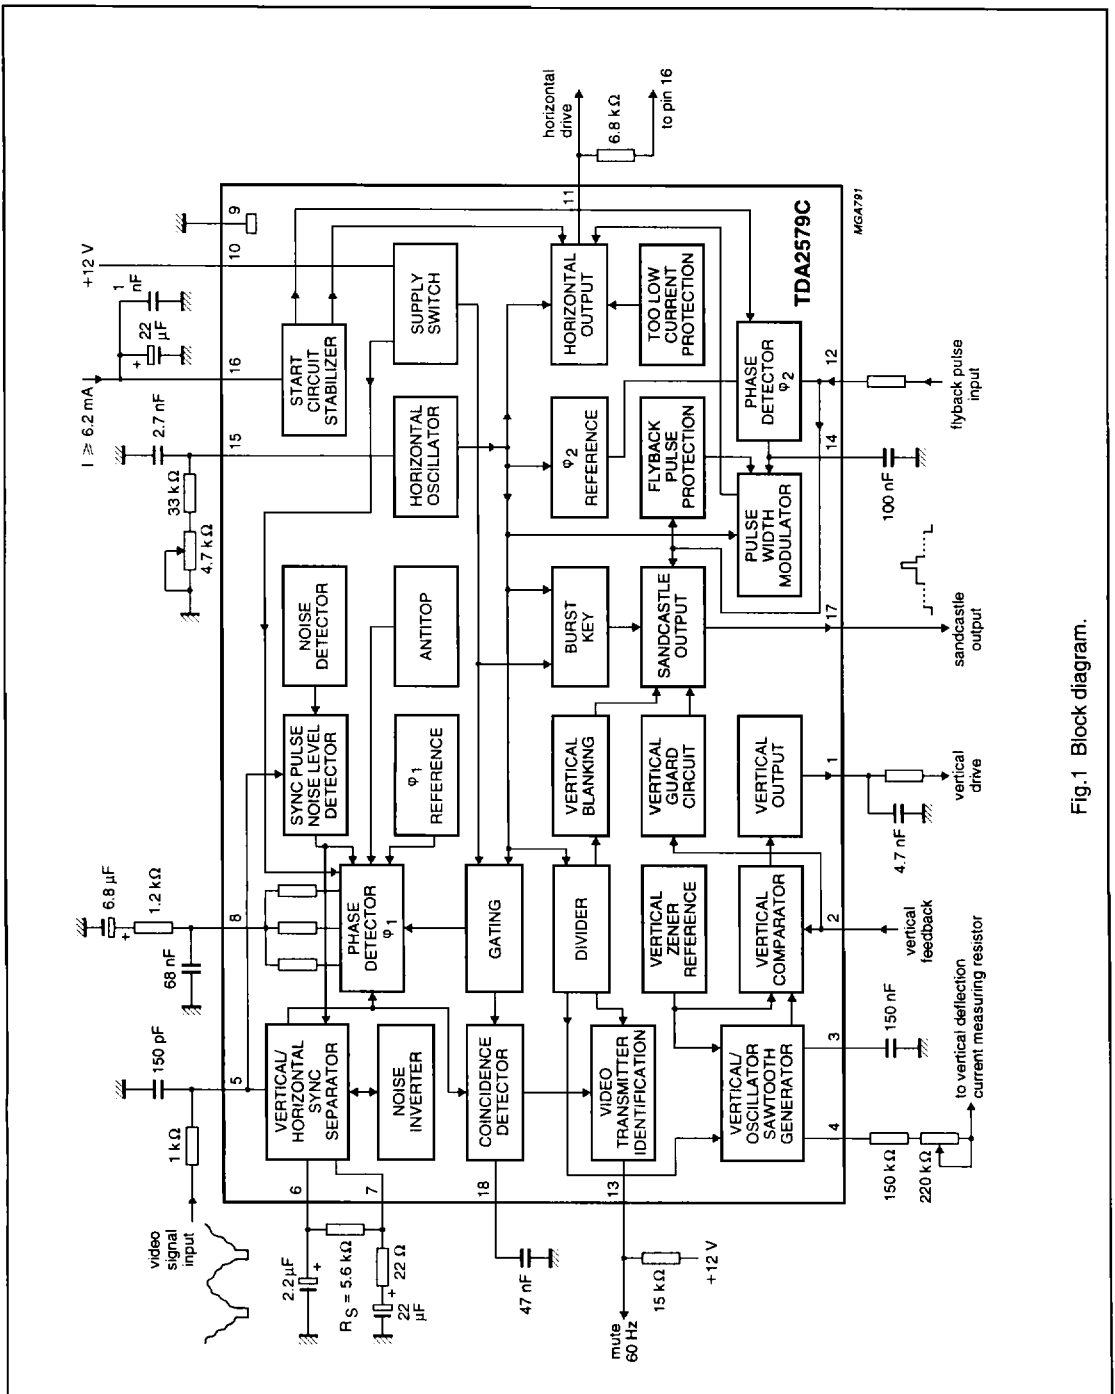 video
signal
input
1 kΩ
150 pF
5
68 nF
6.8 µF
+
1.2 kΩ
8
33 kΩ
4.7 kΩ
2.7 nF
15
I ≥ 6.2 mA
16
+
22
µF
1
nF
+12 V
10
9
VERTICAL/
HORIZONTAL
SYNC
SEPARATOR
NOISE
INVERTER
PHASE
DETECTOR
φ1
SYNC PULSE
NOISE LEVEL
DETECTOR
NOISE
DETECTOR
φ1
REFERENCE
ANTITOP
START
CIRCUIT
STABILIZER
HORIZONTAL
OSCILLATOR
SUPPLY
SWITCH
6
7
2.2 µF
+
R S = 5.6 kΩ
22 Ω
+
22
µF
18
47 nF
COINCIDENCE
DETECTOR
GATING
DIVIDER
VERTICAL
BLANKING
BURST
KEY
φ2
REFERENCE
HORIZONTAL
OUTPUT
11
horizontal
drive
6.8 kΩ
to pin 16
13
mute
60 Hz
15 kΩ
+12 V
VIDEO
TRANSMITTER
IDENTIFICATION
VERTICAL
ZENER
REFERENCE
VERTICAL
GUARD
CIRCUIT
SANDCASTLE
OUTPUT
FLYBACK
PULSE
PROTECTION
TOO LOW
CURRENT
PROTECTION
VERTICAL/
OSCILLATOR
SAWTOOTH
GENERATOR
VERTICAL
COMPARATOR
VERTICAL
OUTPUT
PULSE
WIDTH
MODULATOR
PHASE
DETECTOR
φ2
TDA2579C
4
3
2
1
17
14
12
150 kΩ
220 kΩ
to vertical deflection
current measuring resistor
150 nF
vertical
feedback
4.7 nF
vertical
drive
sandcastle
output
100 nF
flyback pulse
input
MGA791
Fig.1 Block diagram.